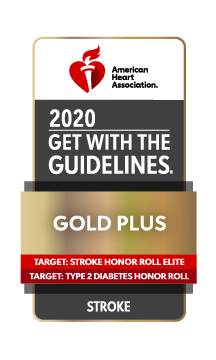 American
Heart
Association.
2020
GET WITH THE
GUIDELINES®
GOLD PLUS
TARGET: STROKE HONOR ROLL ELITE
TARGET: TYPE 2 DIABETES HONOR ROLL
STROKE